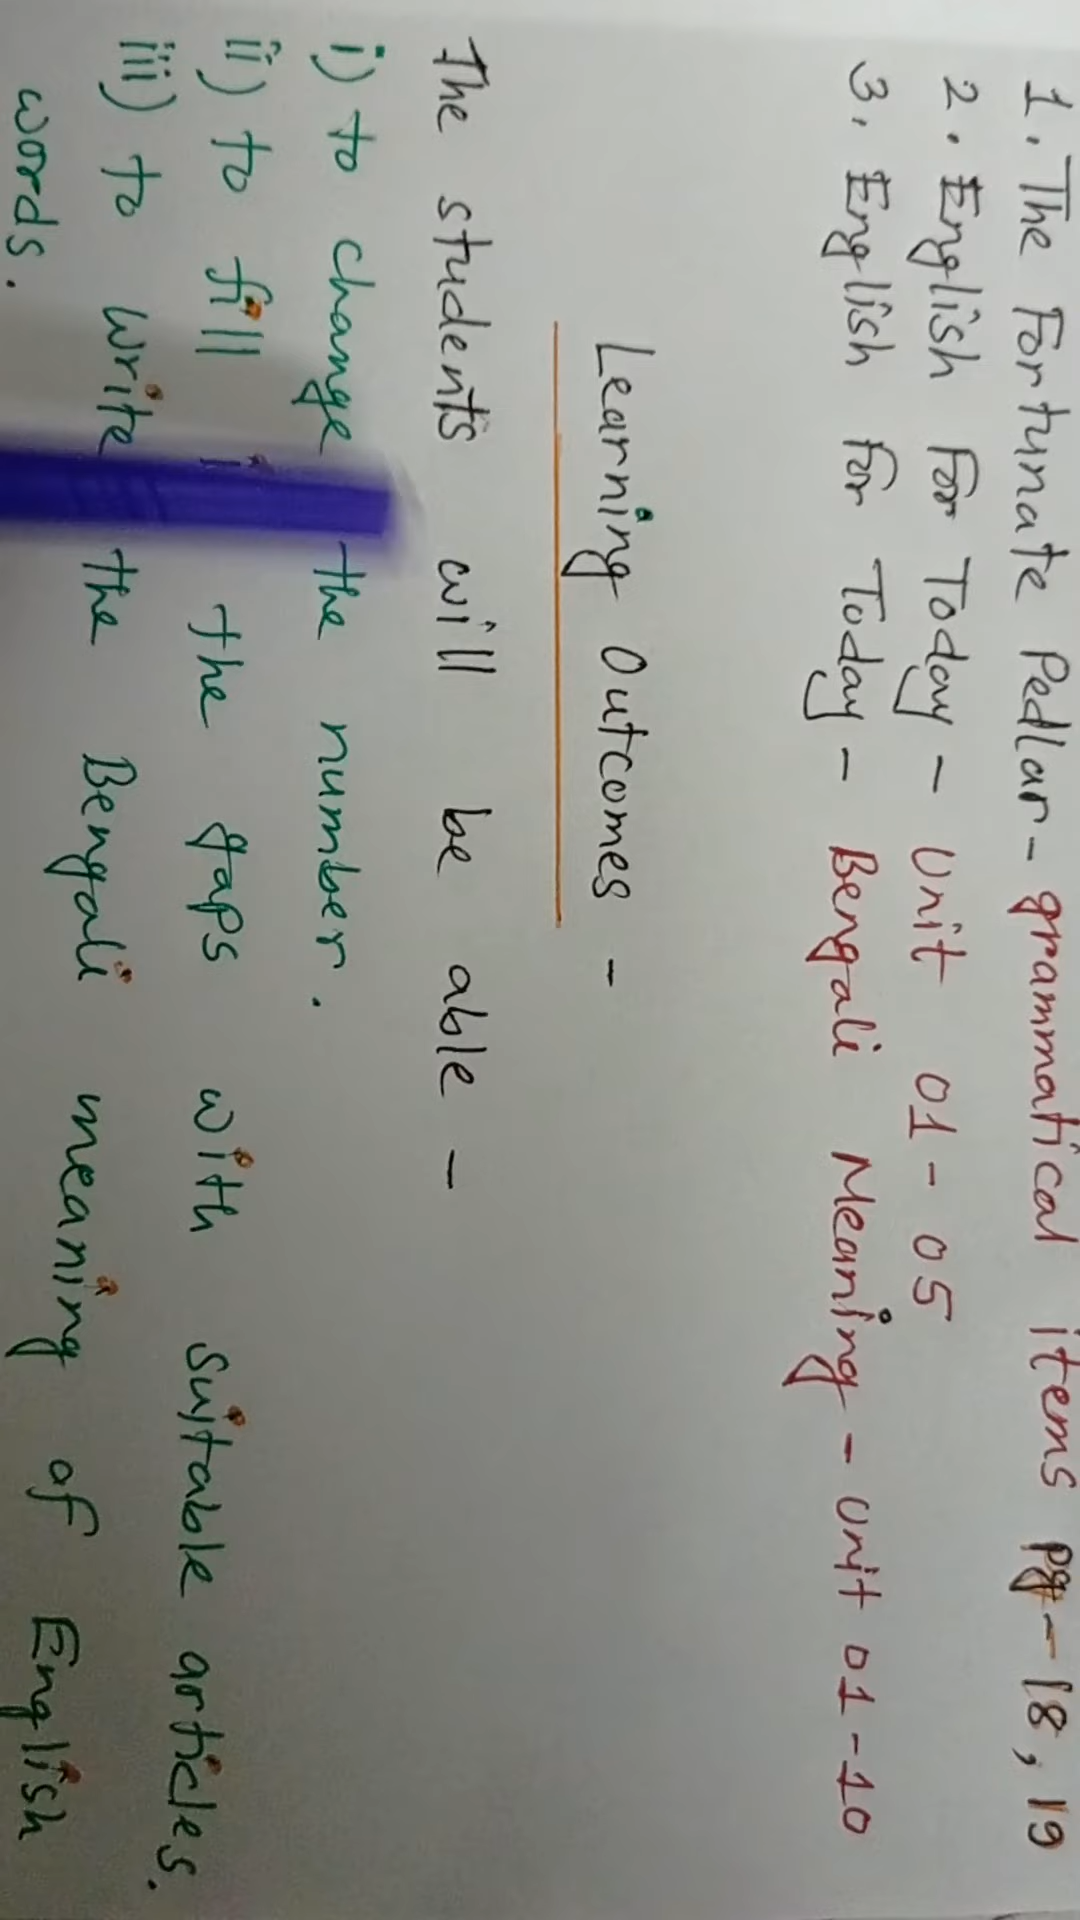 1. The Fortunate Pedlar - grammatical items pg - 18, 19
2. English For Today - Unit 01 - 05
3. English For Today - Bengali Meaning - Unit 01 - 10
Learning Outcomes -
The students will be able -
i) to change the number.
ii) to fill the gaps with suitable articles.
iii) to write the Bengali meaning of English
words.